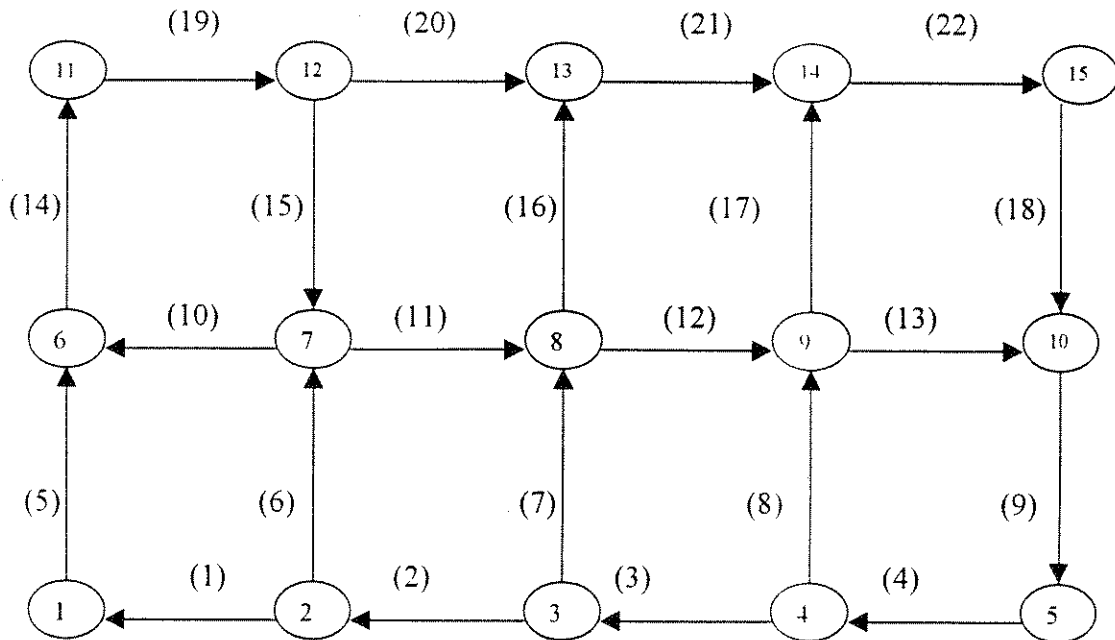 (19) (20) (21) (22)
11 12 13 14 15
(14) (15) (16) (17) (18)
(10) (11) (12) (13)
6 7 8 9 10
(5) (6) (7) (8) (9)
(1) (2) (3) (4)
1 2 3 4 5